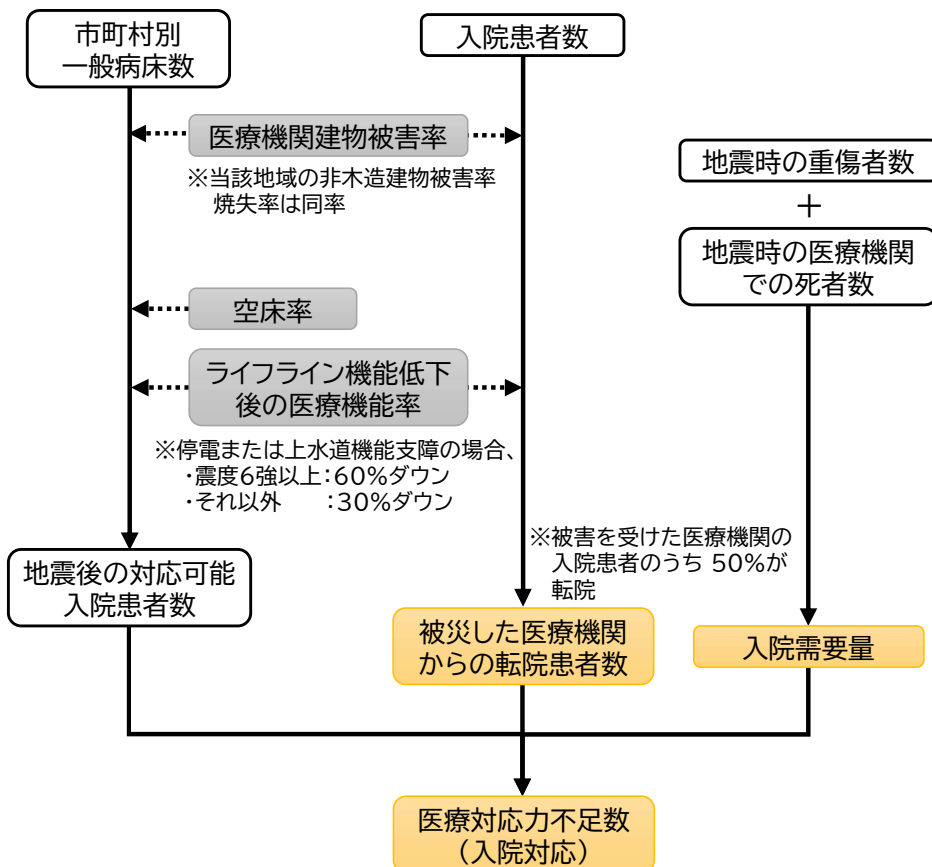 市町村別
一般病床数
入院患者数
医療機関建物被害率
※当該地域の非木造建物被害率
焼失率は同率
地震時の重傷者数
＋
地震時の医療機関
での死者数
空床率
ライフライン機能低下
後の医療機能率
※停電または上水道機能支障の場合、
・震度6強以上：60%ダウン
・それ以外　　：30%ダウン
※被害を受けた医療機関の
入院患者のうち 50%が
転院
地震後の対応可能
入院患者数
被災した医療機関
からの転院患者数
入院需要量
医療対応力不足数
（入院対応）